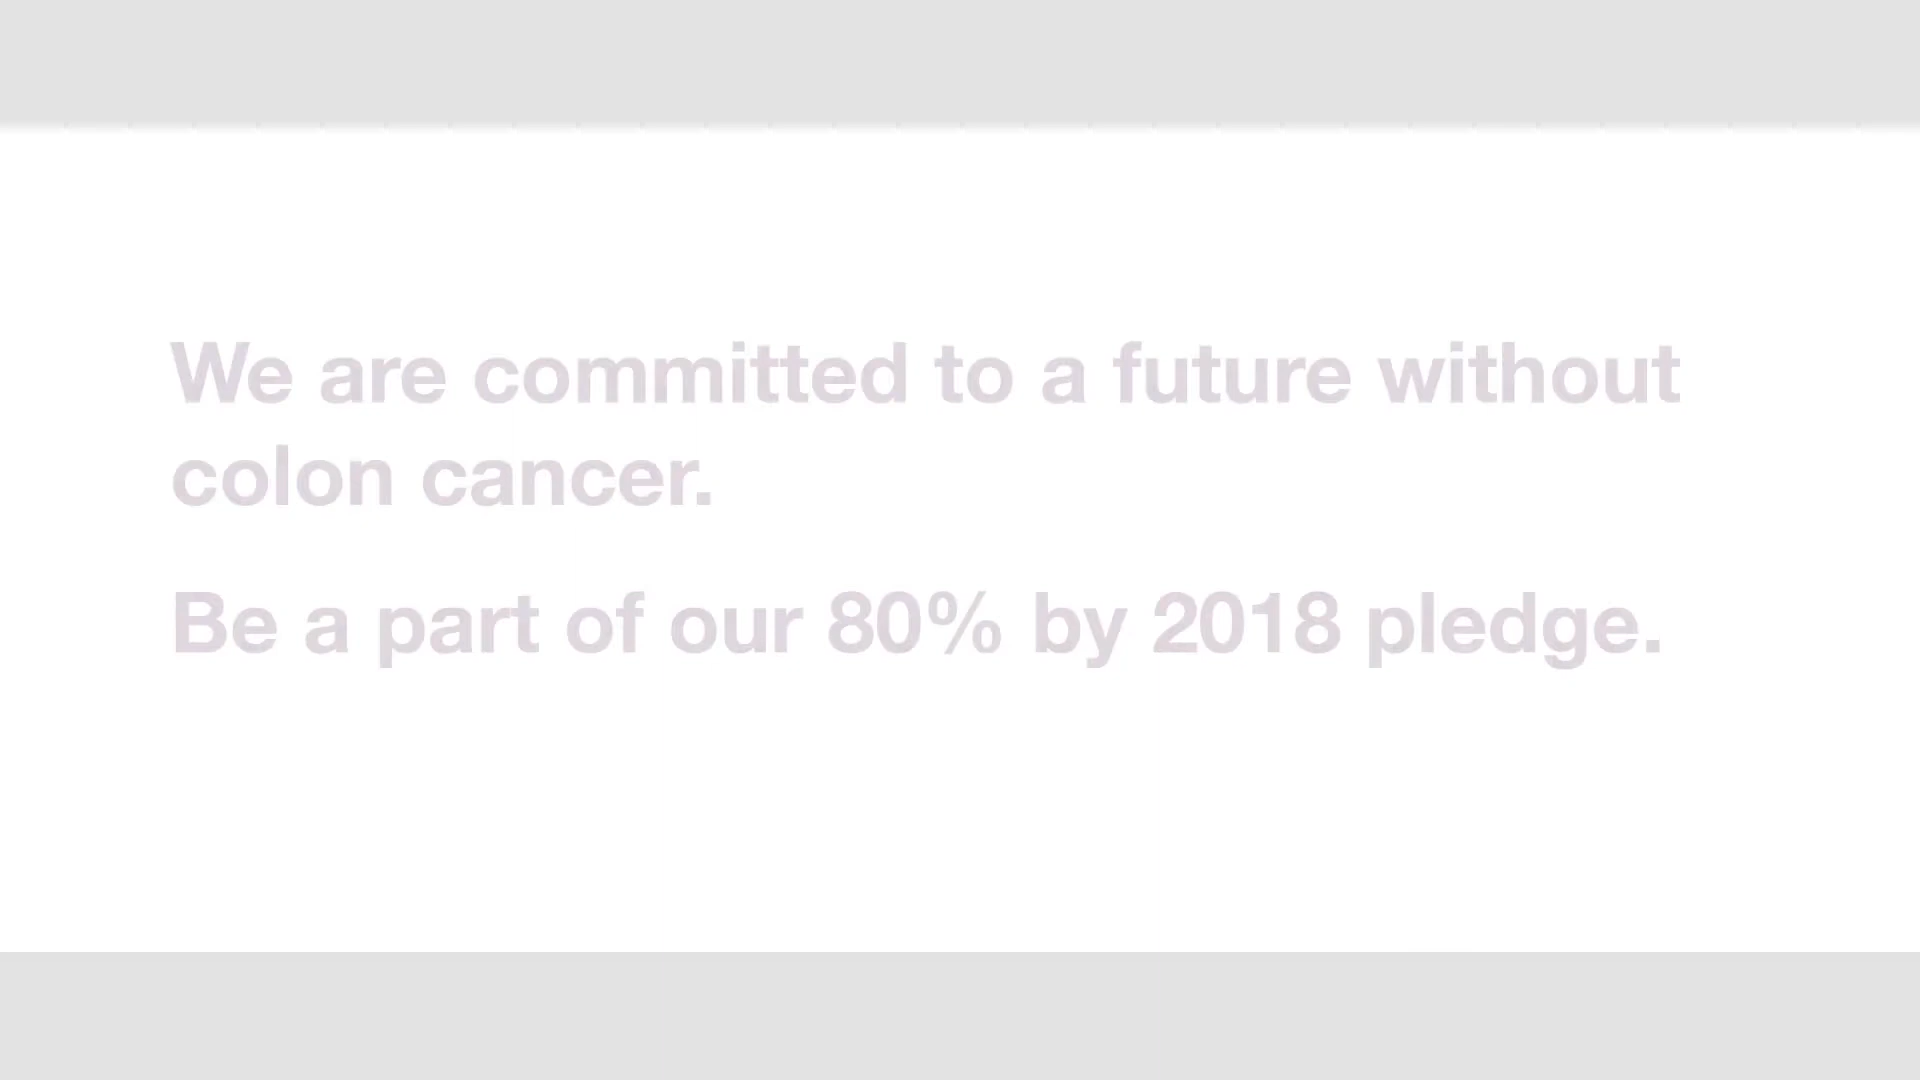 We are committed to a future without
colon cancer.
Be a part of our 80% by 2018 pledge.